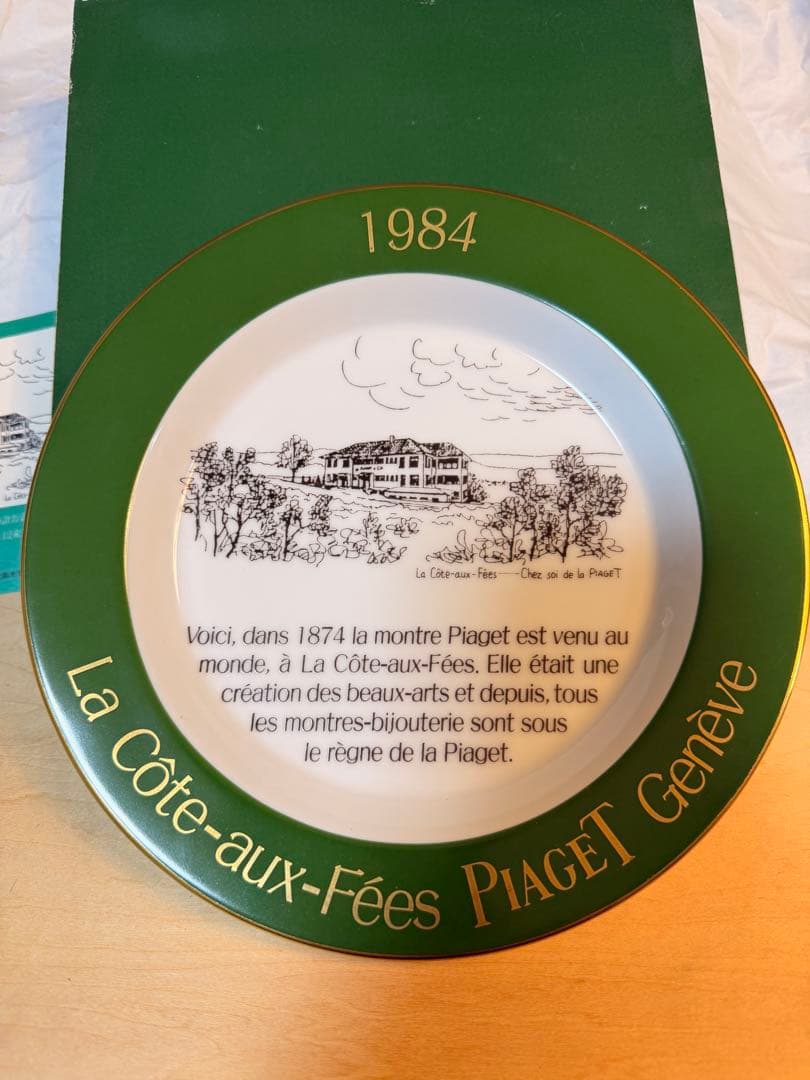 1984
La Côte-aux-Fées — Chez soi de la PIAGET
Voici, dans 1874 la montre Piaget est venu au
monde, à La Côte-aux-Fées. Elle était une
création des beaux-arts et depuis, tous
les montres-bijouterie sont sous
le règne de la Piaget.
La Côte-aux-Fées PIAGET Genève